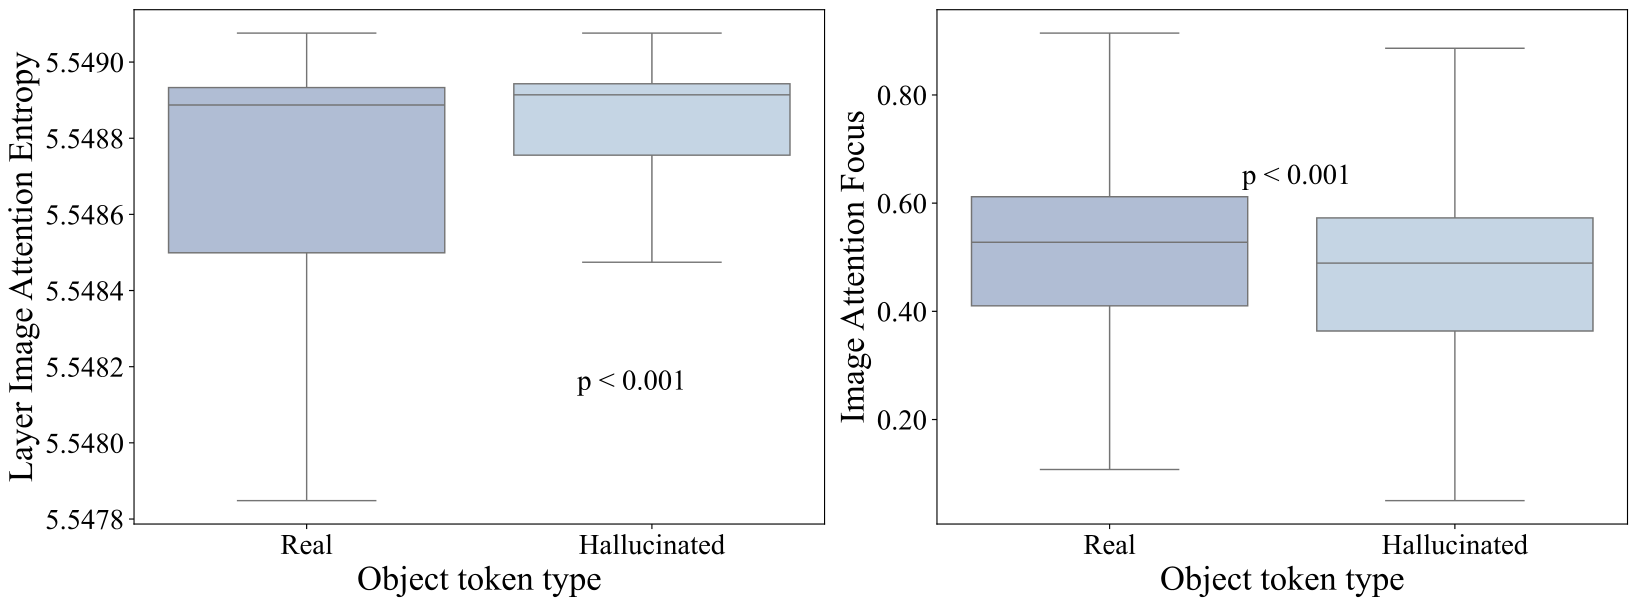 Layer Image Attention Entropy
5.5490
5.5488
5.5486
5.5484
5.5482
5.5480
5.5478
p < 0.001
Real
Hallucinated
Object token type
Image Attention Focus
0.80
0.60
0.40
0.20
p < 0.001
Real
Hallucinated
Object token type